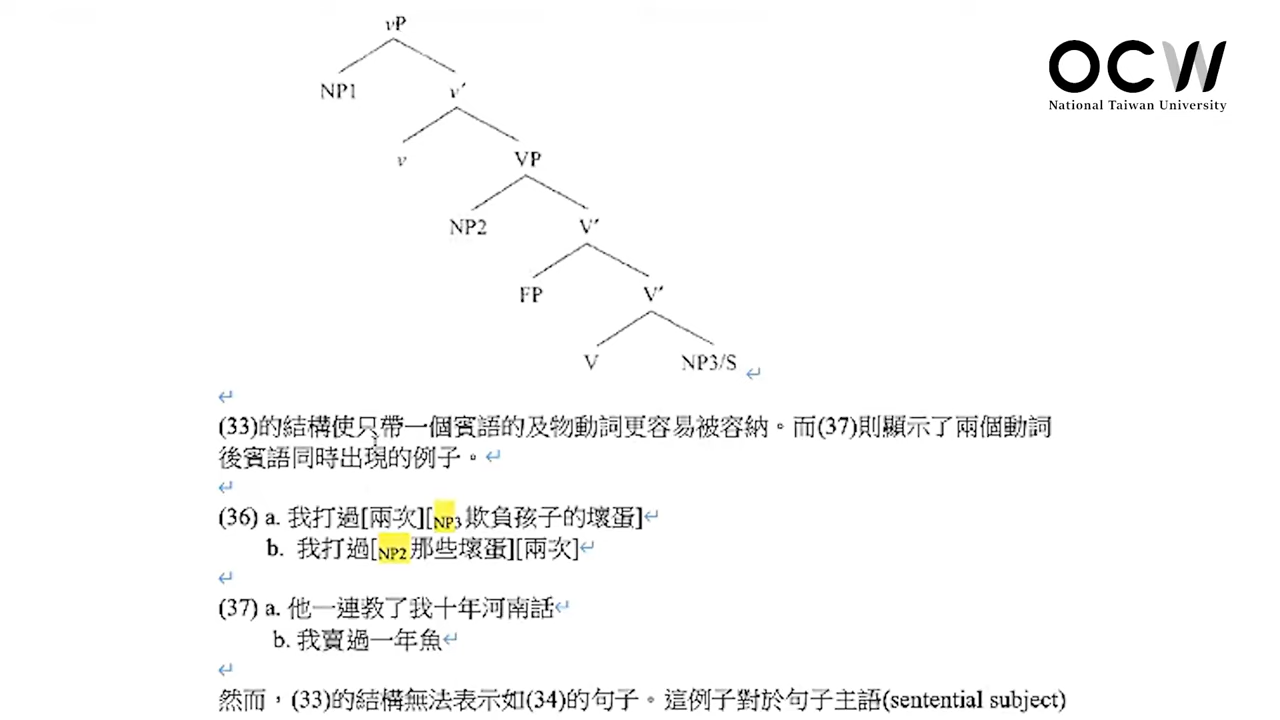 OCW
National Taiwan University
vP
NP1
v′
v
VP
NP2
V′
FP
V′
V
NP3/S
(33)的結構使只帶一個賓語的及物動詞更容易被容納。而(37)則顯示了兩個動詞
後賓語同時出現的例子。
(36) a. 我打過[兩次][NP3 欺負孩子的壞蛋]
b. 我打過[NP2那些壞蛋][兩次]
(37) a. 他一連教了我十年河南話
b. 我賣過一年魚
然而，(33)的結構無法表示如(34)的句子。這例子對於句子主語(sentential subject)